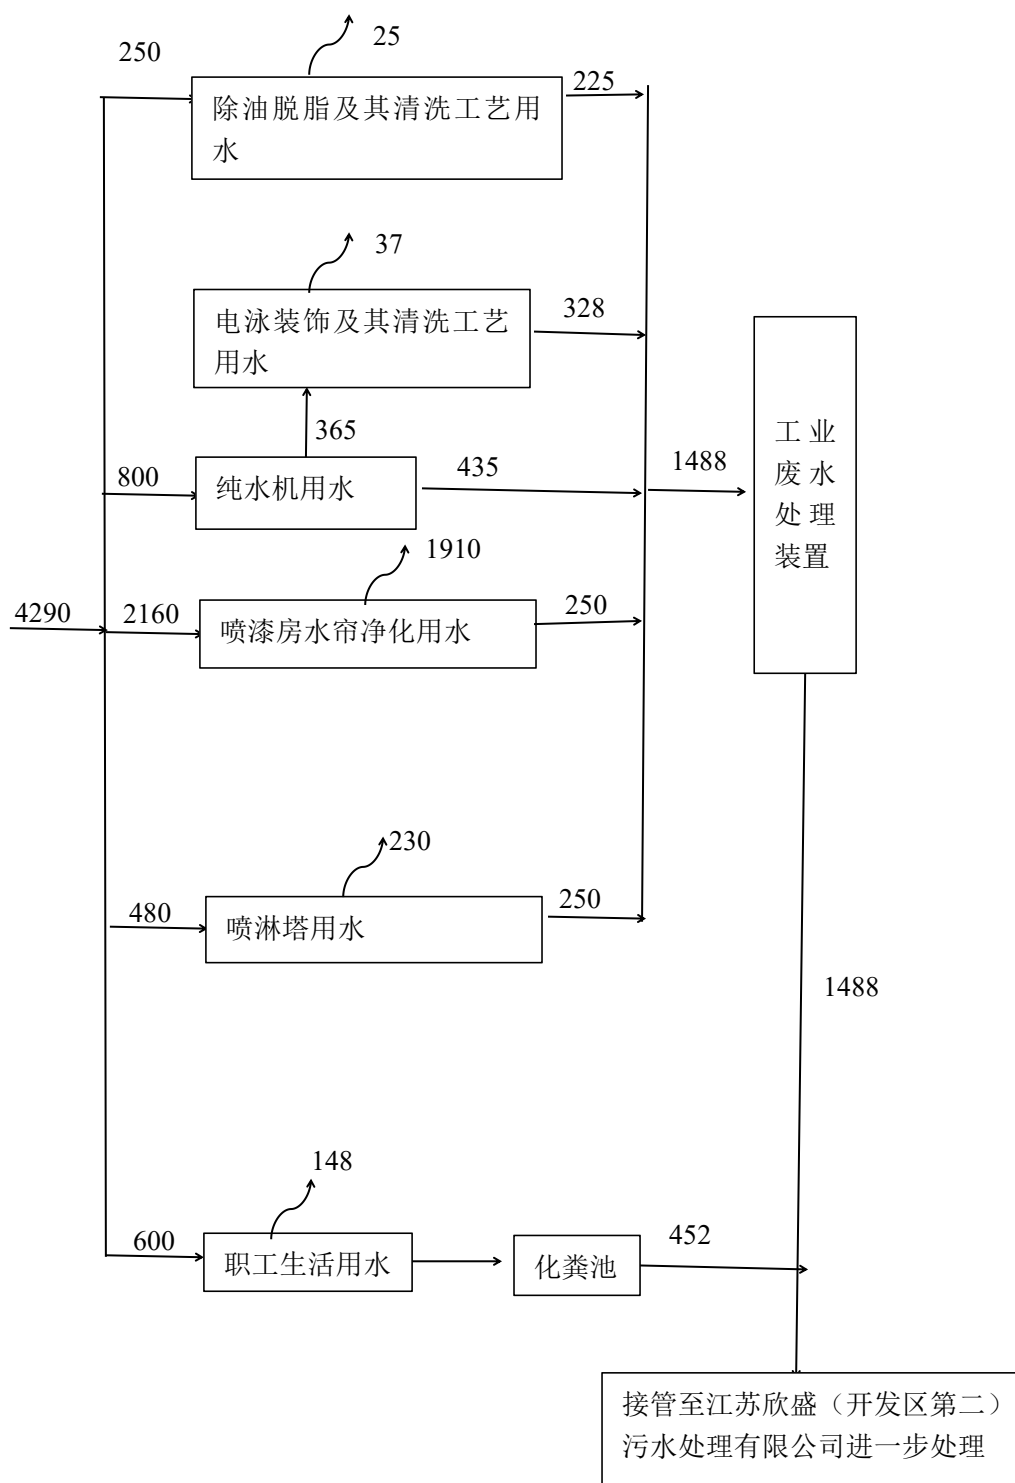 25
250
225
除油脱脂及其清洗工艺用
水
37
328
电泳装饰及其清洗工艺
用水
365
800
纯水机用水
435
1488
工业
废水
处理
装置
1910
4290
2160
喷漆房水帘净化用水
250
230
480
喷淋塔用水
250
1488
148
600
职工生活用水
化粪池
452
接管至江苏欣盛（开发区第二）
污水处理有限公司进一步处理